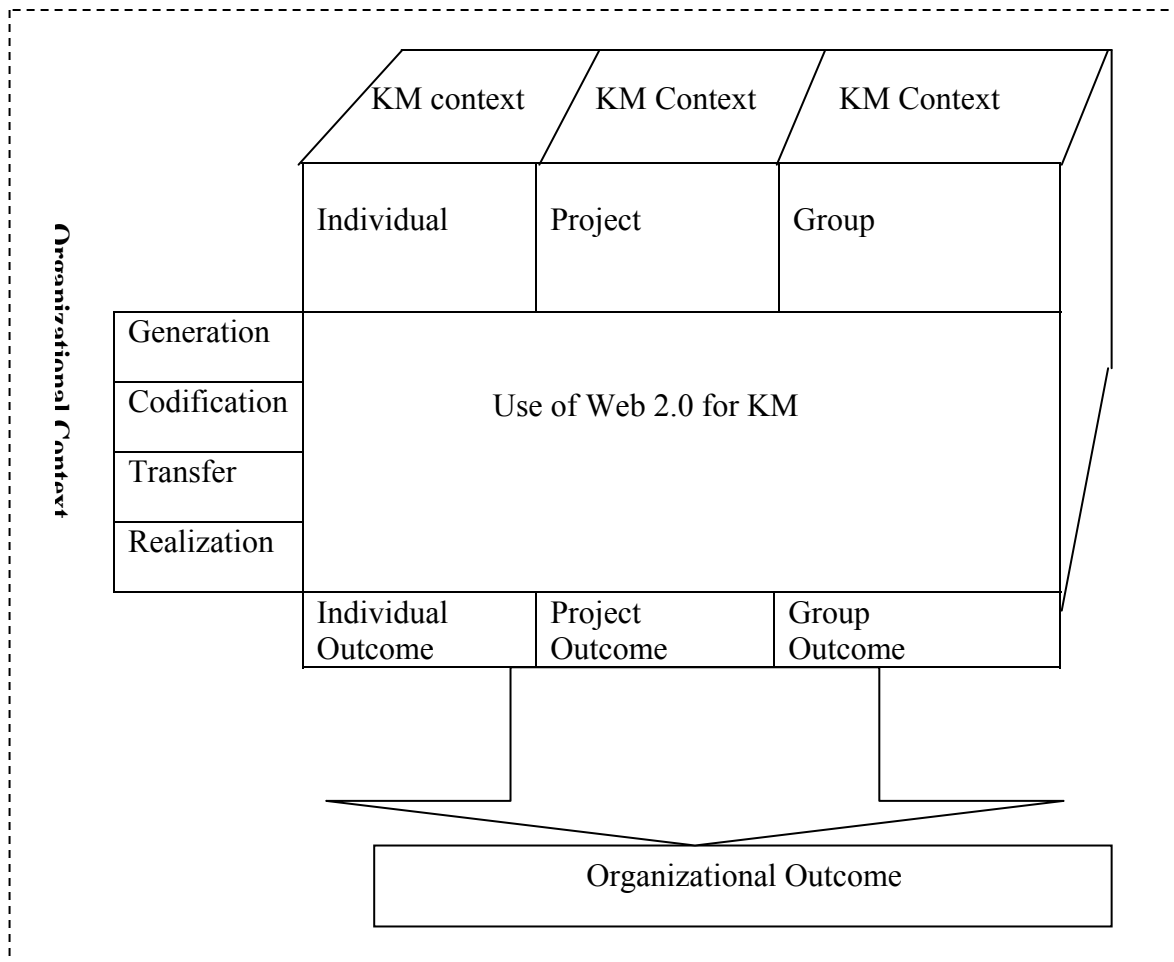 KM context KM Context KM Context
Individual Project Group
Organizational Context
Generation
Codification
Use of Web 2.0 for KM
Transfer
Realization
Individual Outcome
Project Outcome
Group Outcome
Organizational Outcome